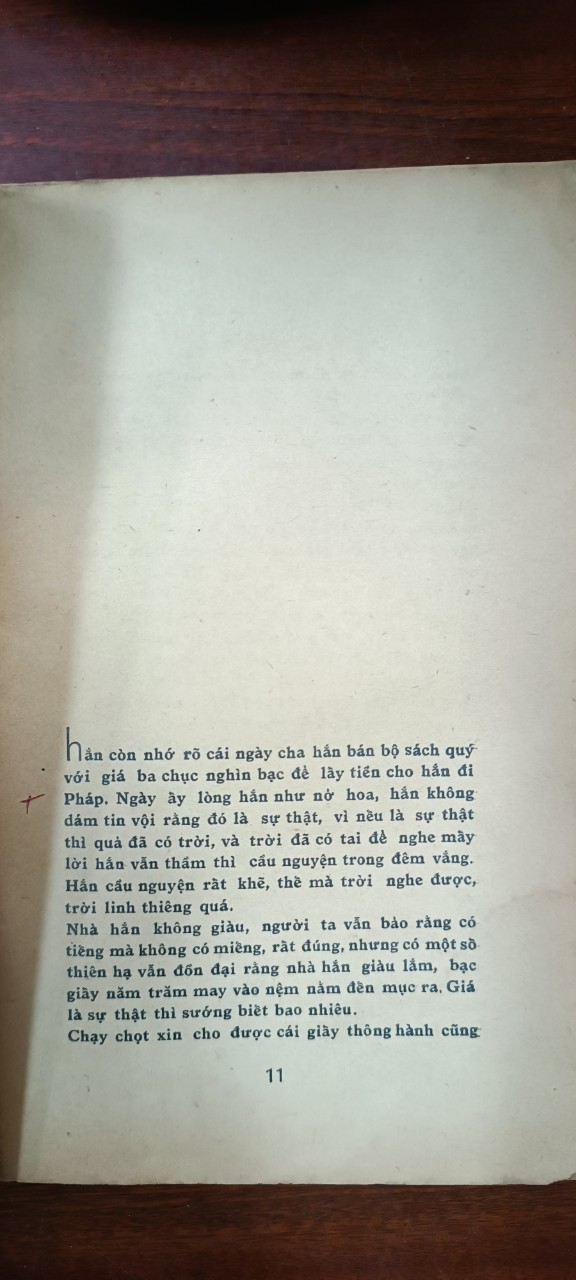 hắn còn nhớ rõ cái ngày cha hắn bán bộ sách quý
với giá ba chục nghìn bạc để lấy tiền cho hắn đi
Pháp. Ngày ấy lòng hắn như nở hoa, hắn không
dám tin vội rằng đó là sự thật, vì nếu là sự thật
thì quả đã có trời, và trời đã có tai để nghe mấy
lời hắn vẫn thầm thì cầu nguyện trong đêm vắng.
Hắn cầu nguyện rất khẽ, thế mà trời nghe được,
trời linh thiêng quá.
Nhà hắn không giàu, người ta vẫn bảo rằng có
tiếng mà không có miếng, rất đúng, nhưng có một số
thiên hạ vẫn đồn đại rằng nhà hắn giàu lắm, bạc
giấy năm trăm may vào nệm nằm đến mục ra. Giá
là sự thật thì sướng biết bao nhiêu.
Chạy chọt xin cho được cái giấy thông hành cũng
11